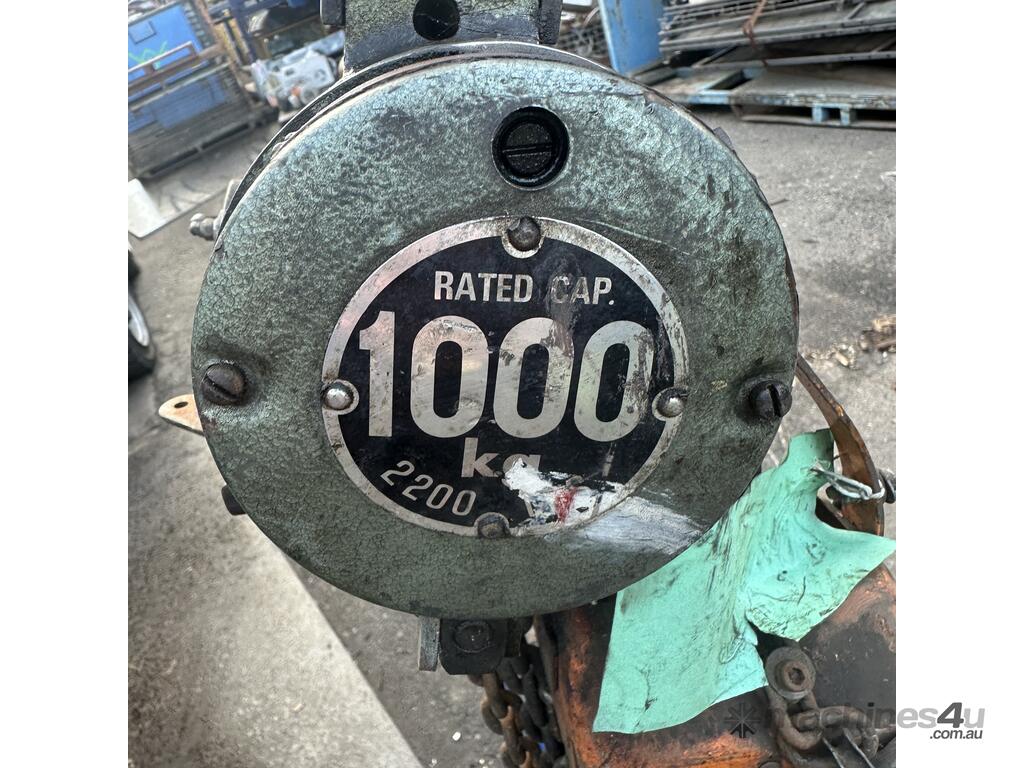 RATED CAP.
1000
kg
2200
machines4u
.com.au